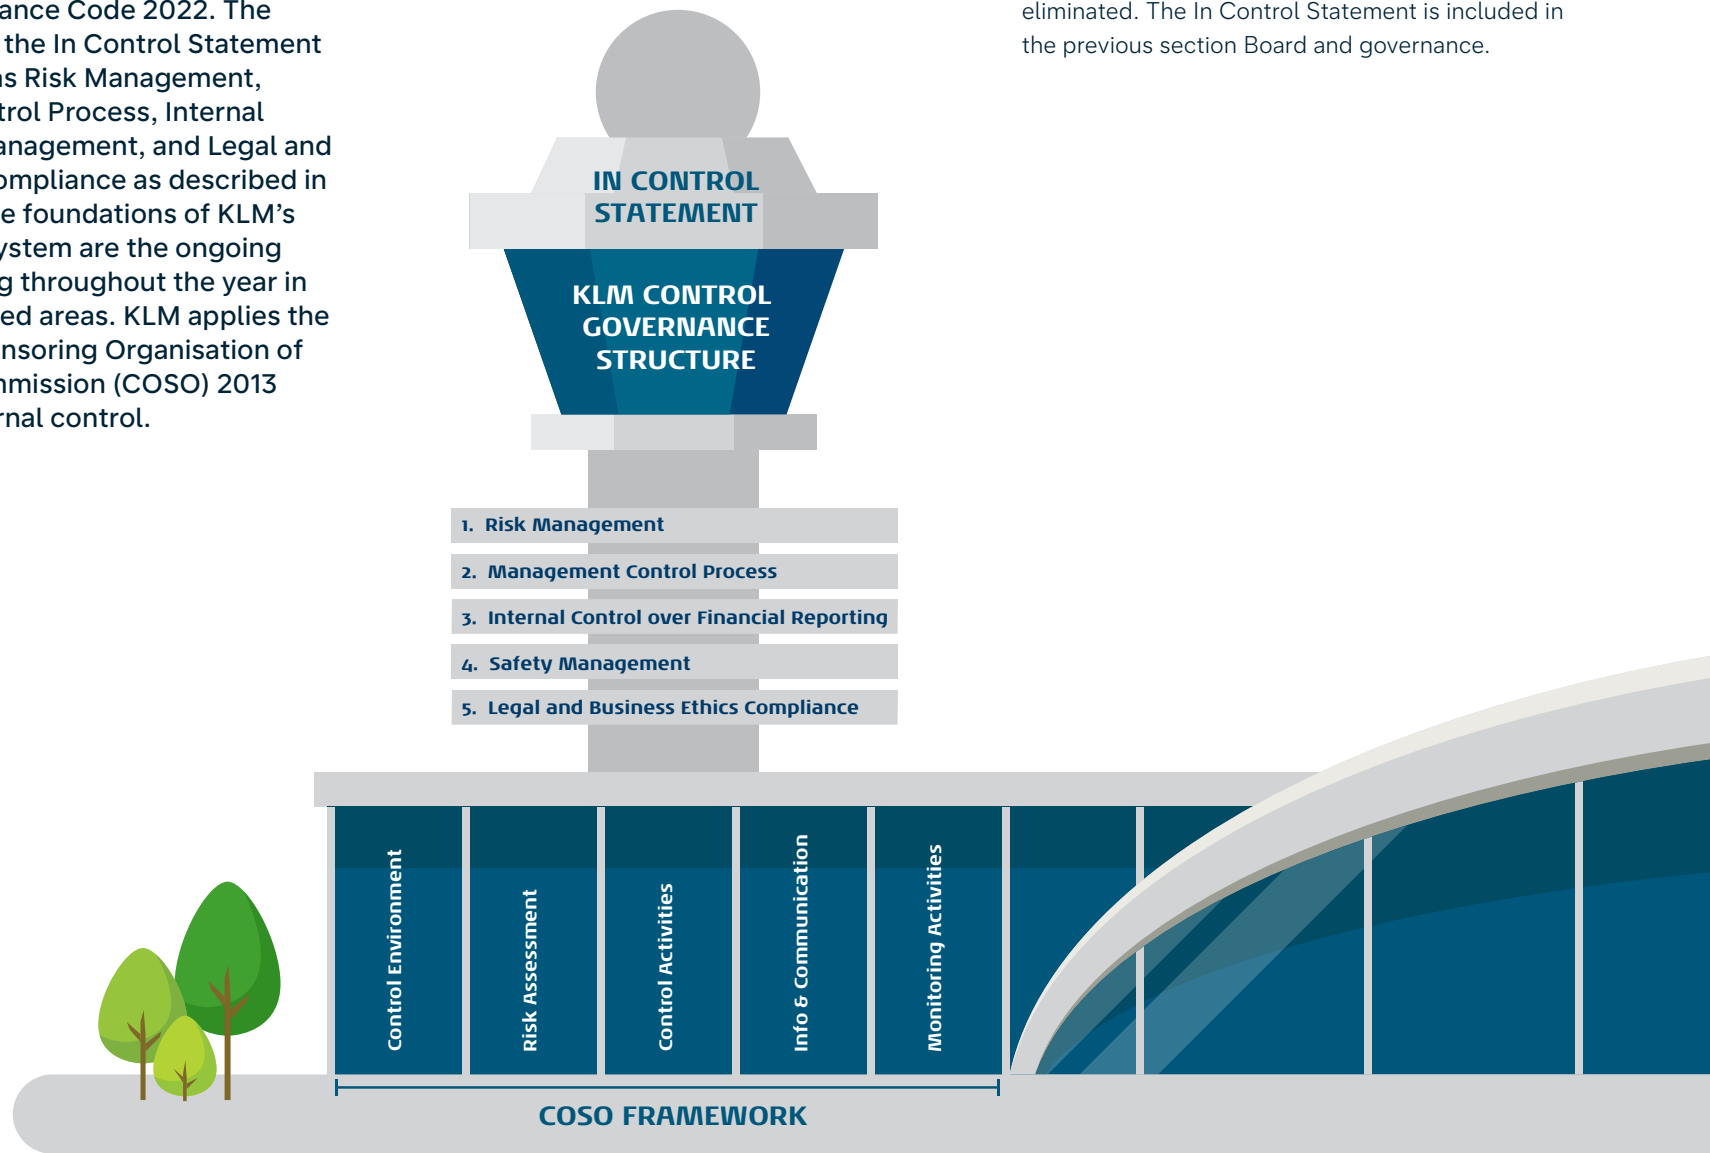 ance Code 2022. The
the In Control Statement
as Risk Management,
trol Process, Internal
anagement, and Legal and
ompliance as described in
e foundations of KLM’s
ystem are the ongoing
g throughout the year in
ed areas. KLM applies the
nsoring Organisation of
mmission (COSO) 2013
rnal control.
eliminated. The In Control Statement is included in
the previous section Board and governance.
IN CONTROL
STATEMENT
KLM CONTROL
GOVERNANCE
STRUCTURE
1. Risk Management
2. Management Control Process
3. Internal Control over Financial Reporting
4. Safety Management
5. Legal and Business Ethics Compliance
Control Environment
Risk Assessment
Control Activities
Info & Communication
Monitoring Activities
COSO FRAMEWORK